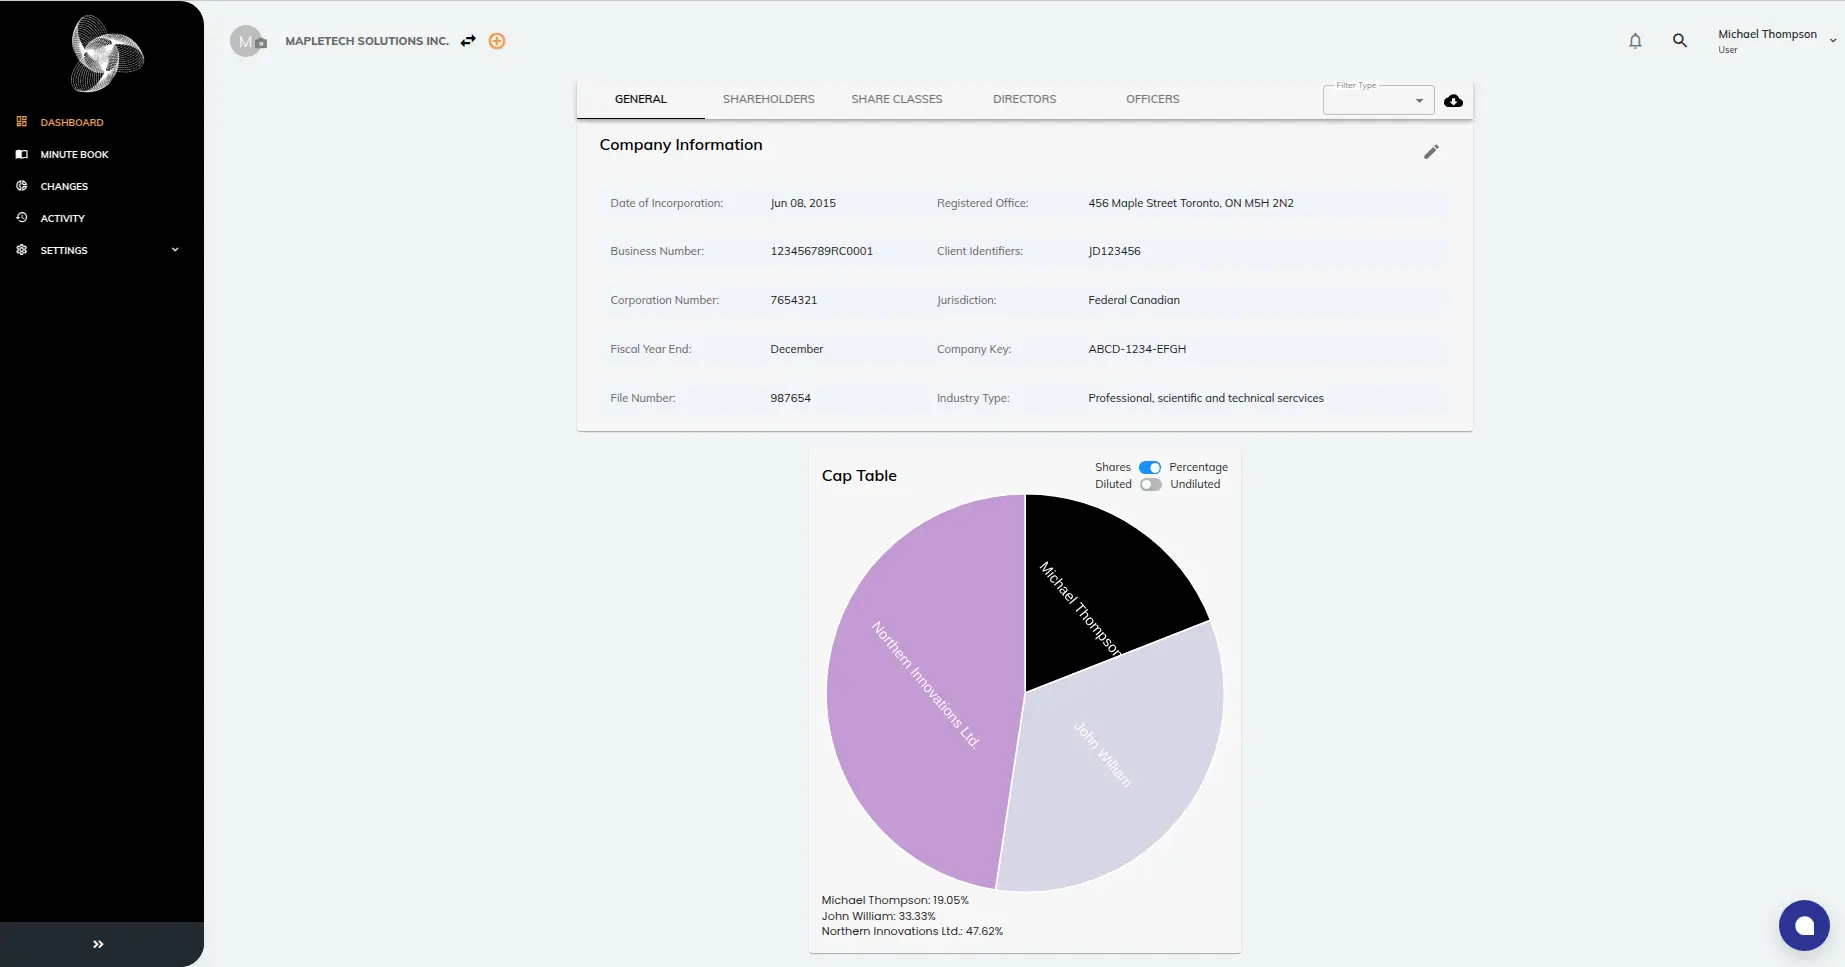 M
MAPLETECH SOLUTIONS INC.
Michael Thompson
User
DASHBOARD
MINUTE BOOK
CHANGES
ACTIVITY
SETTINGS
GENERAL SHAREHOLDERS SHARE CLASSES DIRECTORS OFFICERS
Filter Type
Company Information
Date of Incorporation: Jun 08, 2015 Registered Office: 456 Maple Street Toronto, ON M5H 2N2
Business Number: 123456789RC0001 Client Identifiers: JD123456
Corporation Number: 7654321 Jurisdiction: Federal Canadian
Fiscal Year End: December Company Key: ABCD-1234-EFGH
File Number: 987654 Industry Type: Professional, scientific and technical sercvices
Cap Table
Shares Percentage
Diluted Undiluted
Michael Thompson
Northern Innovations Ltd.
John William
Michael Thompson: 19.05%
John William: 33.33%
Northern Innovations Ltd.: 47.62%